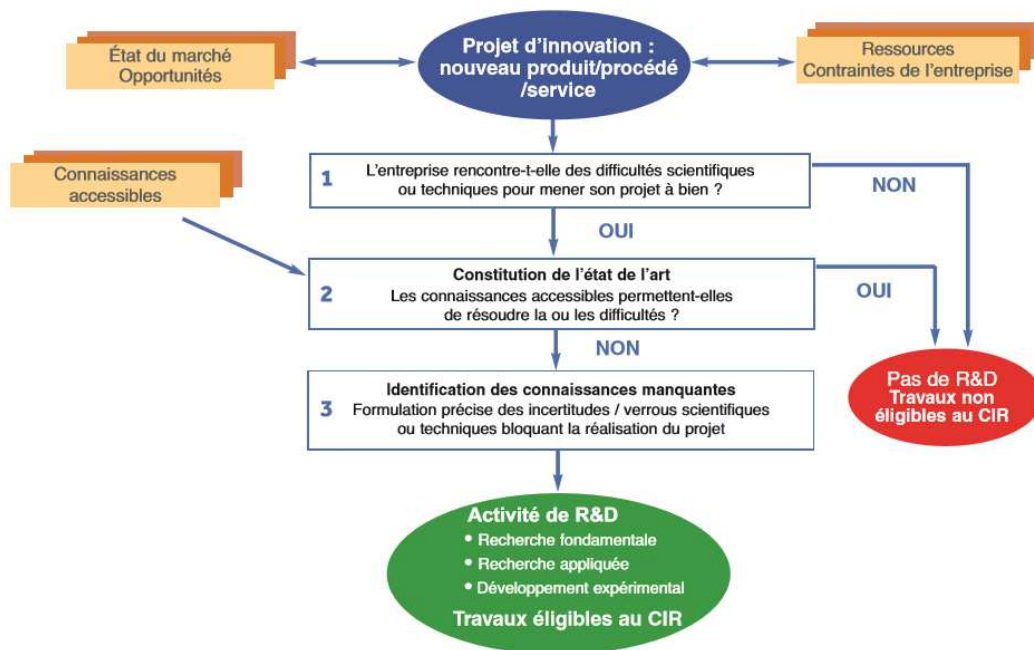 État du marché
Opportunités
Projet d'innovation :
nouveau produit/procédé
/service
Ressources
Contraintes de l'entreprise
Connaissances
accessibles
1
L'entreprise rencontre-t-elle des difficultés scientifiques
ou techniques pour mener son projet à bien ?
NON
OUI
2
Constitution de l'état de l'art
Les connaissances accessibles permettent-elles
de résoudre la ou les difficultés ?
OUI
NON
3
Identification des connaissances manquantes
Formulation précise des incertitudes / verrous scientifiques
ou techniques bloquant la réalisation du projet
Pas de R&D
Travaux non
éligibles au CIR
Activité de R&D
• Recherche fondamentale
• Recherche appliquée
• Développement expérimental
Travaux éligibles au CIR